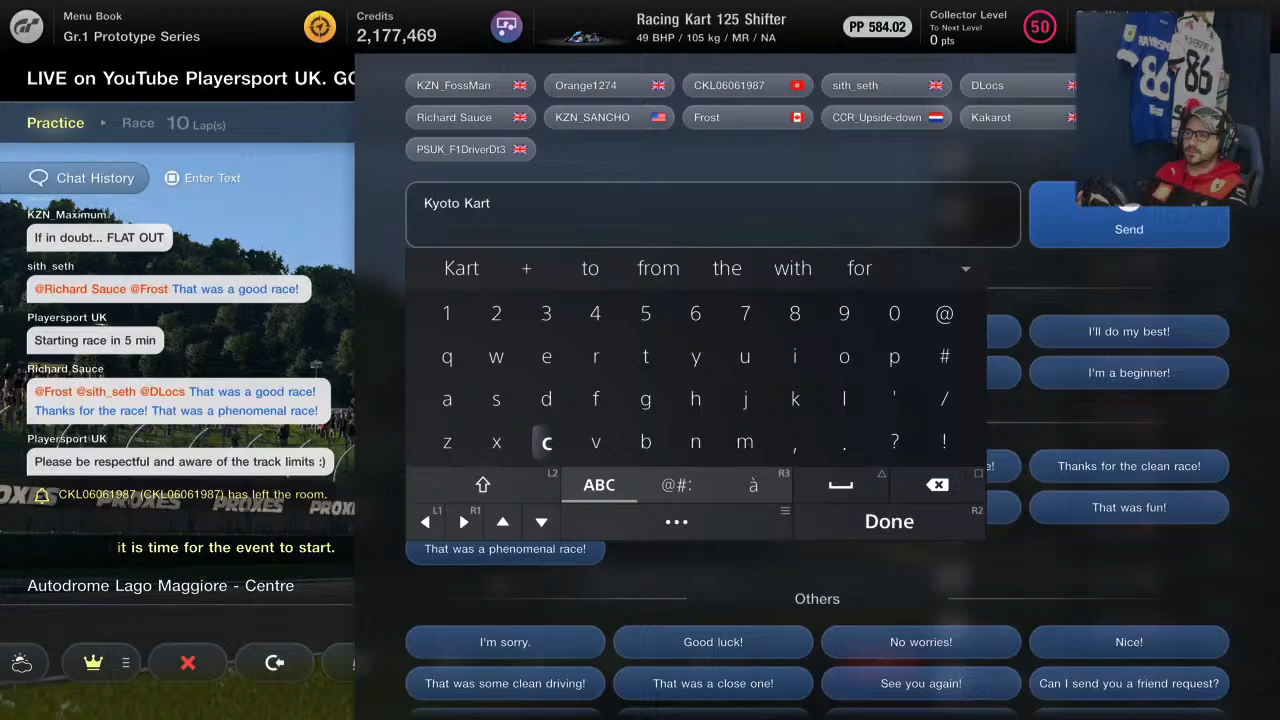 Menu Book
Gr.1 Prototype Series
Credits
2,177,469
Racing Kart 125 Shifter
49 BHP / 105 kg / MR / NA
PP 584.02
Collector Level
To Next Level
0 pts
50
LIVE on YouTube Playersport UK. GO
Practice
Race 10 Lap(s)
Chat History
Enter Text
KZN_Maximum
If in doubt... FLAT OUT
sith_seth
@Richard Sauce @Frost That was a good race!
Playersport UK
Starting race in 5 min
Richard Sauce
@Frost @sith_seth @DLocs That was a good race!
Thanks for the race! That was a phenomenal race!
Playersport UK
Please be respectful and aware of the track limits :)
CKL06061987 (CKL06061987) has left the room.
PROXES
it is time for the event to start.
Autodrome Lago Maggiore - Centre
KZN_FossMan
Orange1274
CKL06061987
sith_seth
DLocs
Richard Sauce
KZN_SANCHO
Frost
CCR_Upside-down
Kakarot
PSUK_F1DriverDt3
Kyoto Kart
Send
Kart + to from the with for
1 2 3 4 5 6 7 8 9 0 @
q w e r t y u i o p #
a s d f g h j k l ' /
z x c v b n m , . ? !
L2
ABC
@#:
à
R3
L1
R1
...
Done
R2
I'll do my best!
I'm a beginner!
Thanks for the clean race!
That was fun!
That was a phenomenal race!
Others
I'm sorry.
Good luck!
No worries!
Nice!
That was some clean driving!
That was a close one!
See you again!
Can I send you a friend request?
86
86